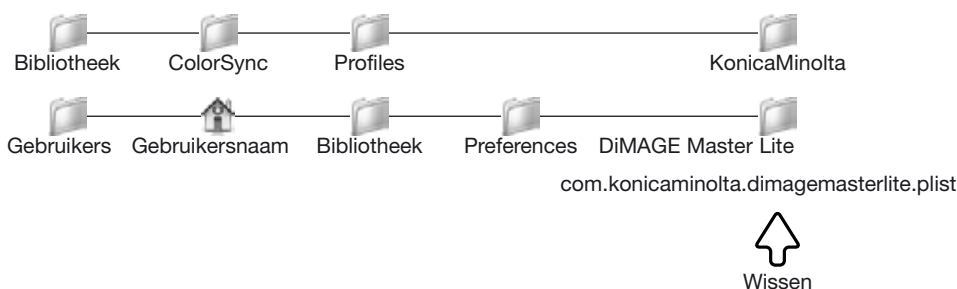 Bibliotheek ColorSync Profiles KonicaMinolta
Gebruikers Gebruikersnaam Bibliotheek Preferences DiMAGE Master Lite
com.konicaminolta.dimagemasterlite.plist
Wissen